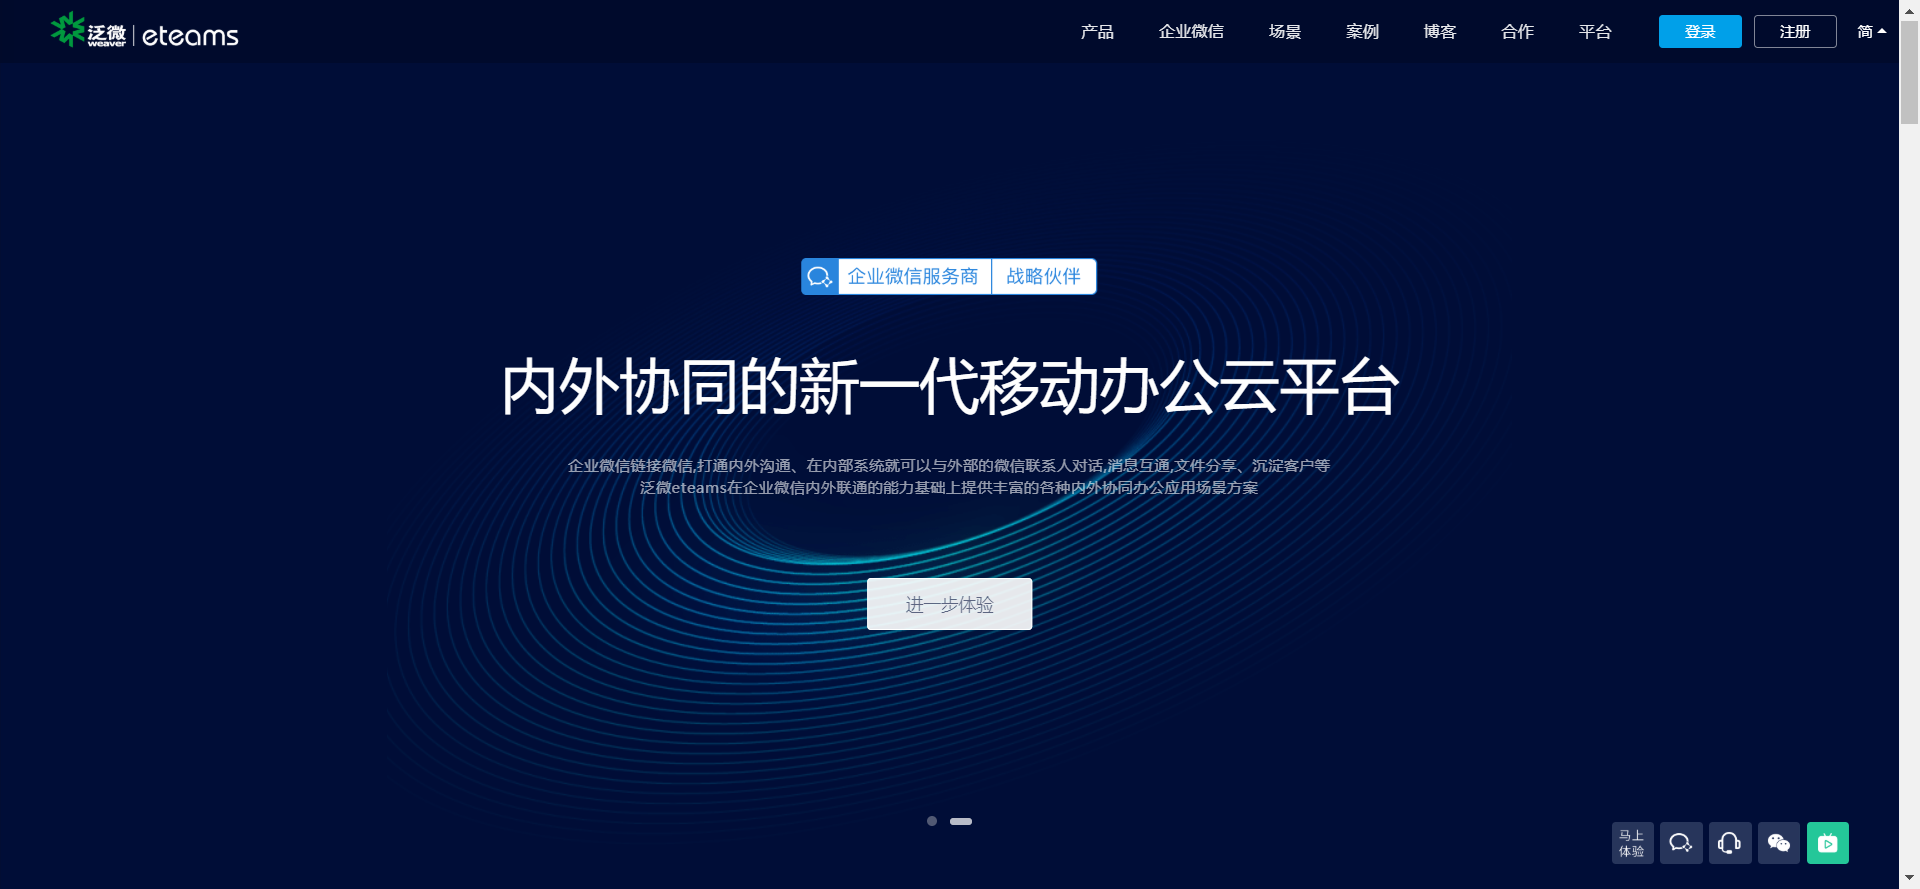 泛微 weaver eteams
产品 企业微信 场景 案例 博客 合作 平台 登录 注册 简
企业微信服务商 战略伙伴
内外协同的新一代移动办公云平台
企业微信链接微信,打通内外沟通、在内部系统就可以与外部的微信联系人对话,消息互通,文件分享、沉淀客户等
泛微eteams在企业微信内外联通的能力基础上提供丰富的各种内外协同办公应用场景方案
进一步体验
马上
体验